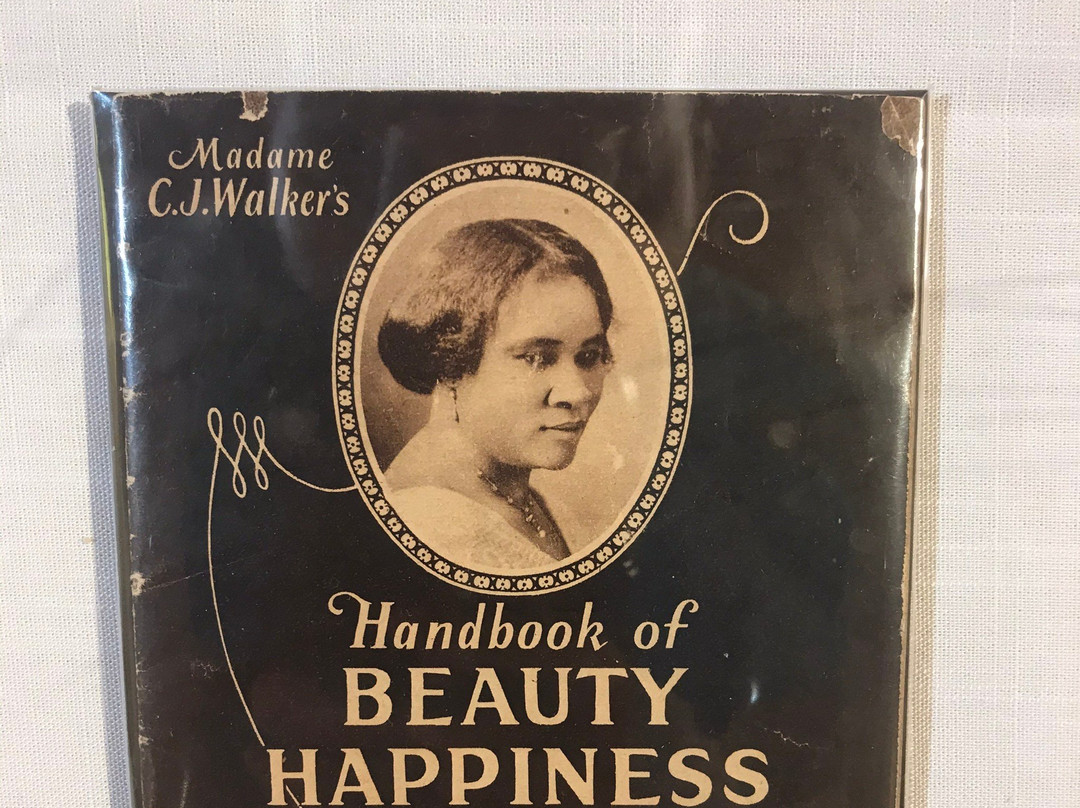 Madame
C.J.Walker's
Handbook of
BEAUTY
HAPPINESS